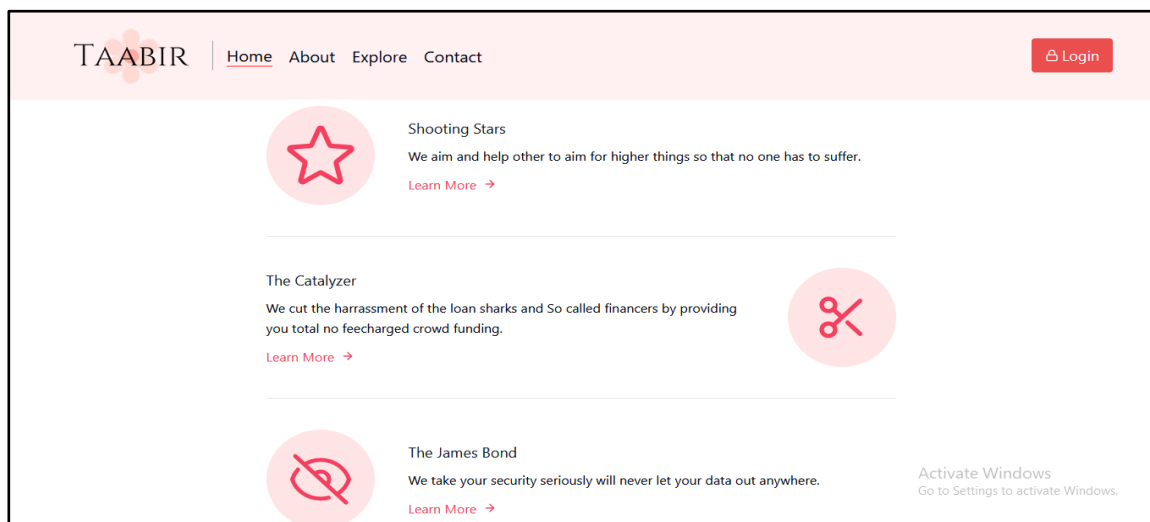 TAABIR
Home About Explore Contact
Login
Shooting Stars
We aim and help other to aim for higher things so that no one has to suffer.
Learn More →
The Catalyzer
We cut the harrassment of the loan sharks and So called financers by providing
you total no feecharged crowd funding.
Learn More →
The James Bond
We take your security seriously will never let your data out anywhere.
Learn More →
Activate Windows
Go to Settings to activate Windows.